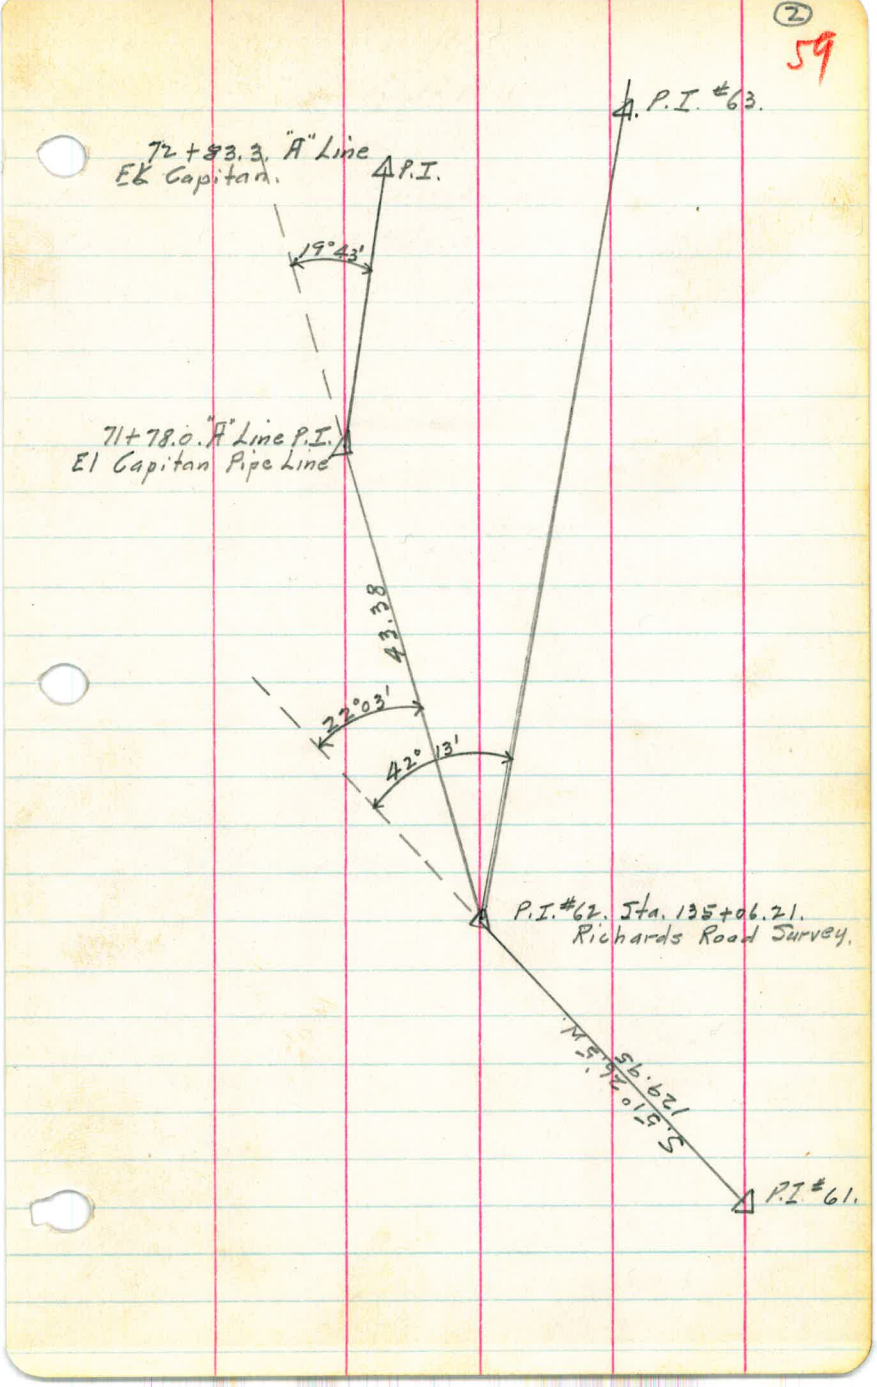 2
59
P.I. #63.
72+83.3. "A" Line
El Capitan.
P.I.
19°43'
71+78.0. "A" Line P.I.
El Capitan Pipe Line
43.38
22°03'
42° 13'
P.I. #62. Sta. 135+06.21.
Richards Road Survey.
S. 51° 26.5' W.
129.95
P.I. #61.